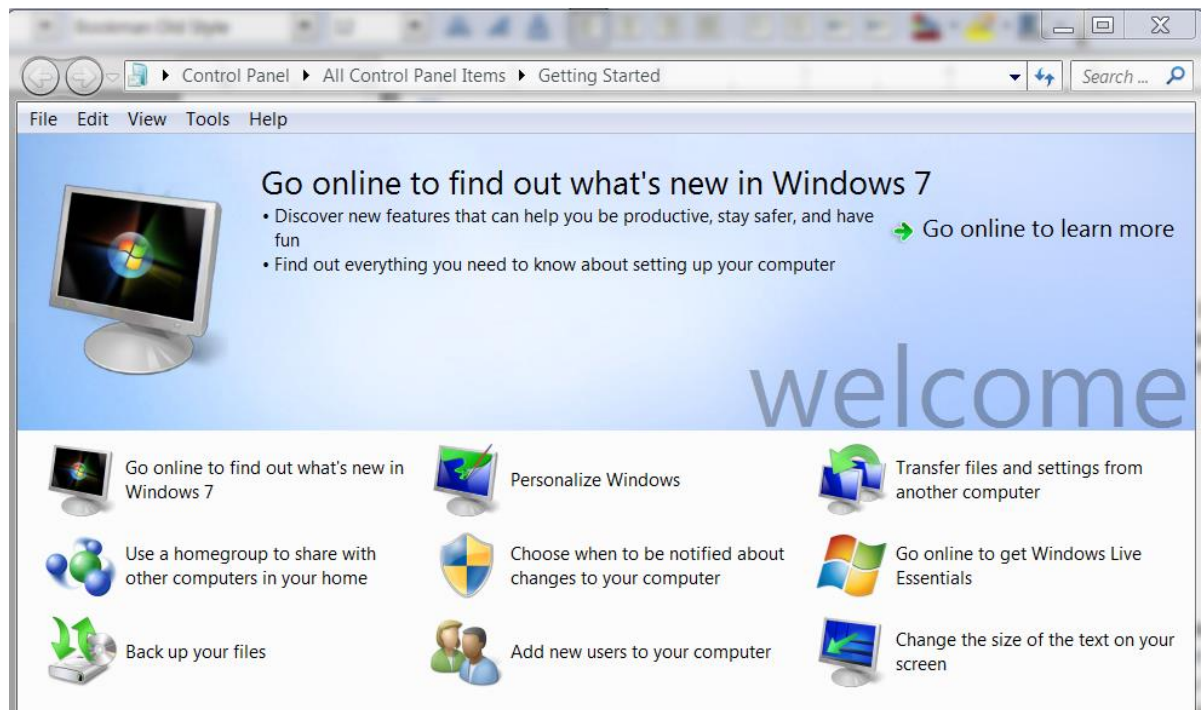 Bookman Old Style 12
Control Panel ▸ All Control Panel Items ▸ Getting Started Search ...
File Edit View Tools Help
Go online to find out what's new in Windows 7
• Discover new features that can help you be productive, stay safer, and have
fun
• Find out everything you need to know about setting up your computer
Go online to learn more
welcome
Go online to find out what's new in
Windows 7
Personalize Windows
Transfer files and settings from
another computer
Use a homegroup to share with
other computers in your home
Choose when to be notified about
changes to your computer
Go online to get Windows Live
Essentials
Back up your files
Add new users to your computer
Change the size of the text on your
screen